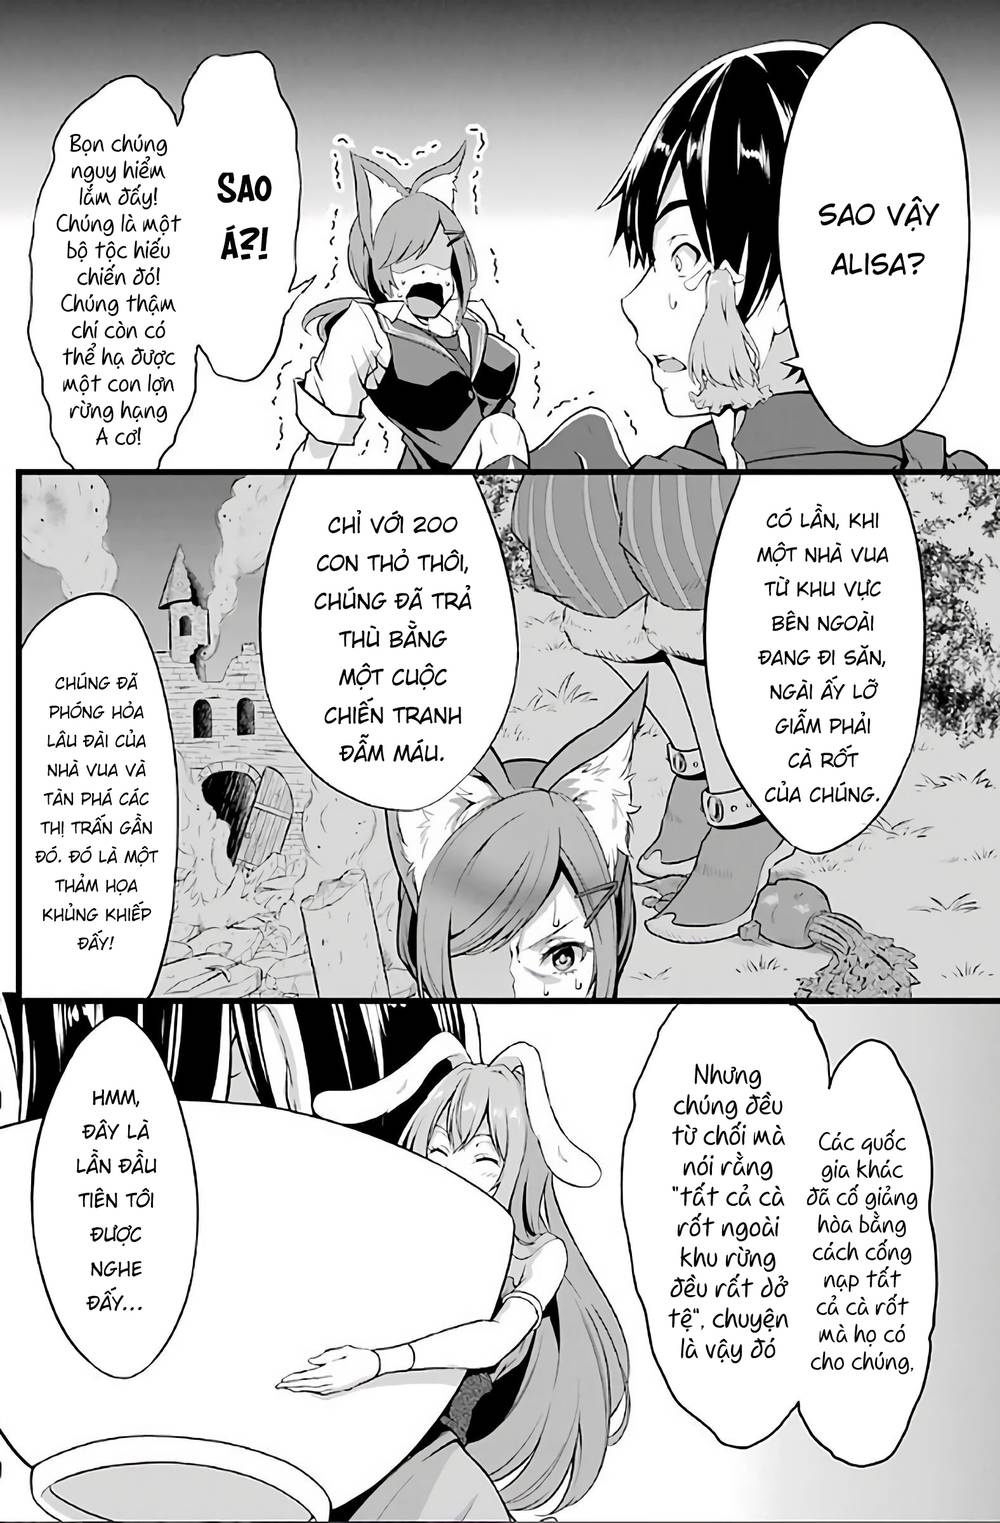 SAO VẬY
ALISA?
SAO
Á?!
Bọn chúng
nguy hiểm
lắm đấy!
Chúng là một
bộ tộc hiếu
chiến đó!
Chúng thậm
chí còn có
thể hạ được
một con lợn
rừng hạng
A cơ!
CÓ LẦN, KHI
MỘT NHÀ VUA
TỪ KHU VỰC
BÊN NGOÀI
ĐANG ĐI SĂN,
NGÀI ẤY LỠ
GIẪM PHẢI
CÀ RỐT
CỦA CHÚNG.
CHỈ VỚI 200
CON THỎ THÔI,
CHÚNG ĐÃ TRẢ
THÙ BẰNG
MỘT CUỘC
CHIẾN TRANH
ĐẪM MÁU.
CHÚNG ĐÃ
PHÓNG HỎA
LÂU ĐÀI CỦA
NHÀ VUA VÀ
TÀN PHÁ CÁC
THỊ TRẤN GẦN
ĐÓ. ĐÓ LÀ MỘT
THẢM HỌA
KHỦNG KHIẾP
ĐẤY!
Các quốc
gia khác
đã cố giảng
hòa bằng
cách cống
nạp tất
cả cà rốt
mà họ có
cho chúng,
Nhưng
chúng đều
từ chối mà
nói rằng
"tất cả cà
rốt ngoài
khu rừng
đều rất dở
tệ", chuyện
là vậy đó
HMM,
ĐÂY LÀ
LẦN ĐẦU
TIÊN TỚI
ĐƯỢC
NGHE
ĐẤY...